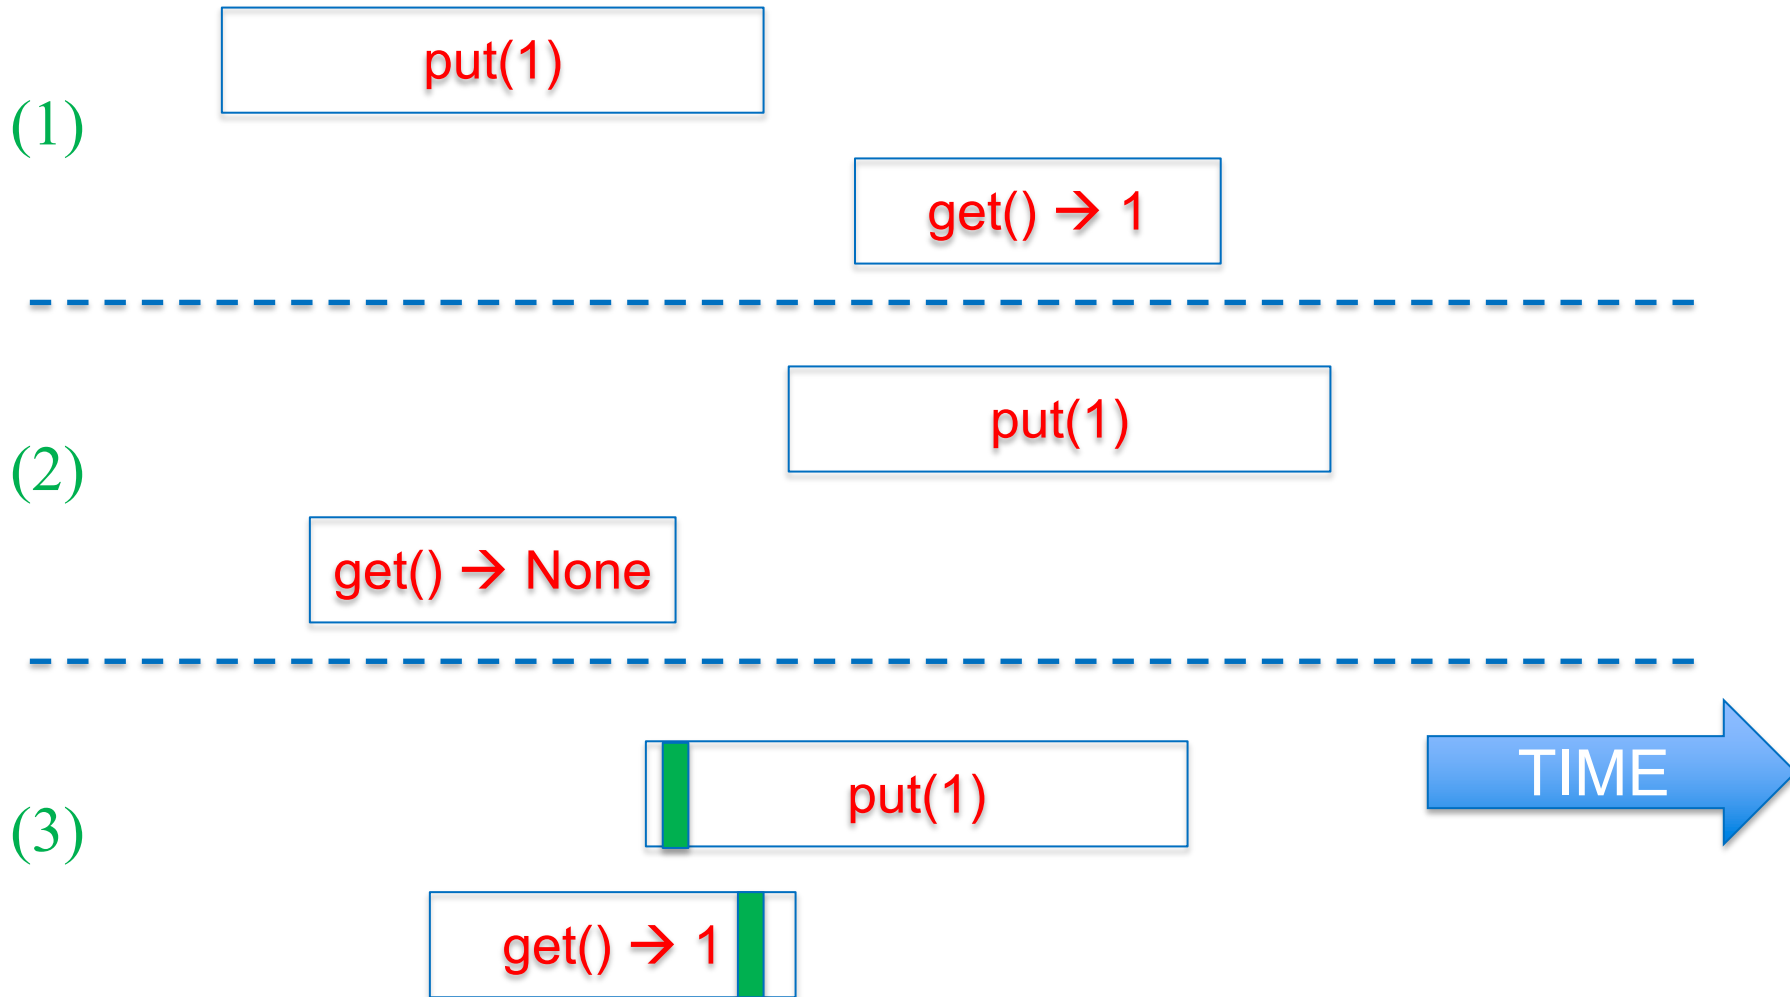 put(1)
(1)
get() → 1
put(1)
(2)
get() → None
TIME
put(1)
(3)
get() → 1